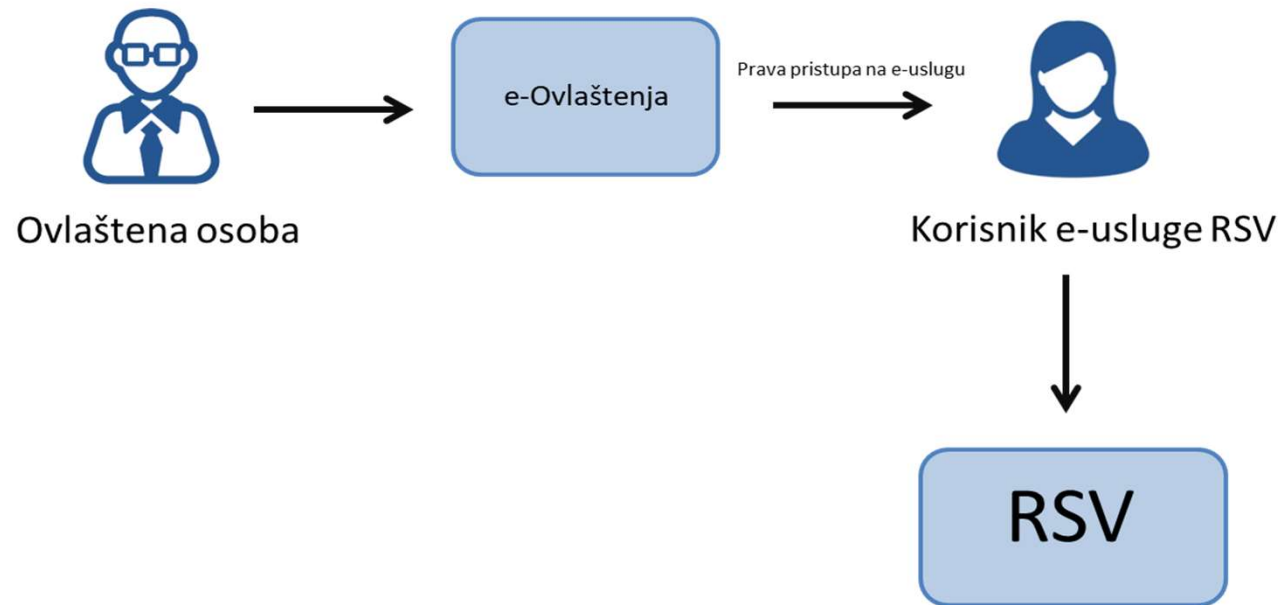 e-Ovlaštenja
Prava pristupa na e-uslugu
Ovlaštena osoba
Korisnik e-usluge RSV
RSV